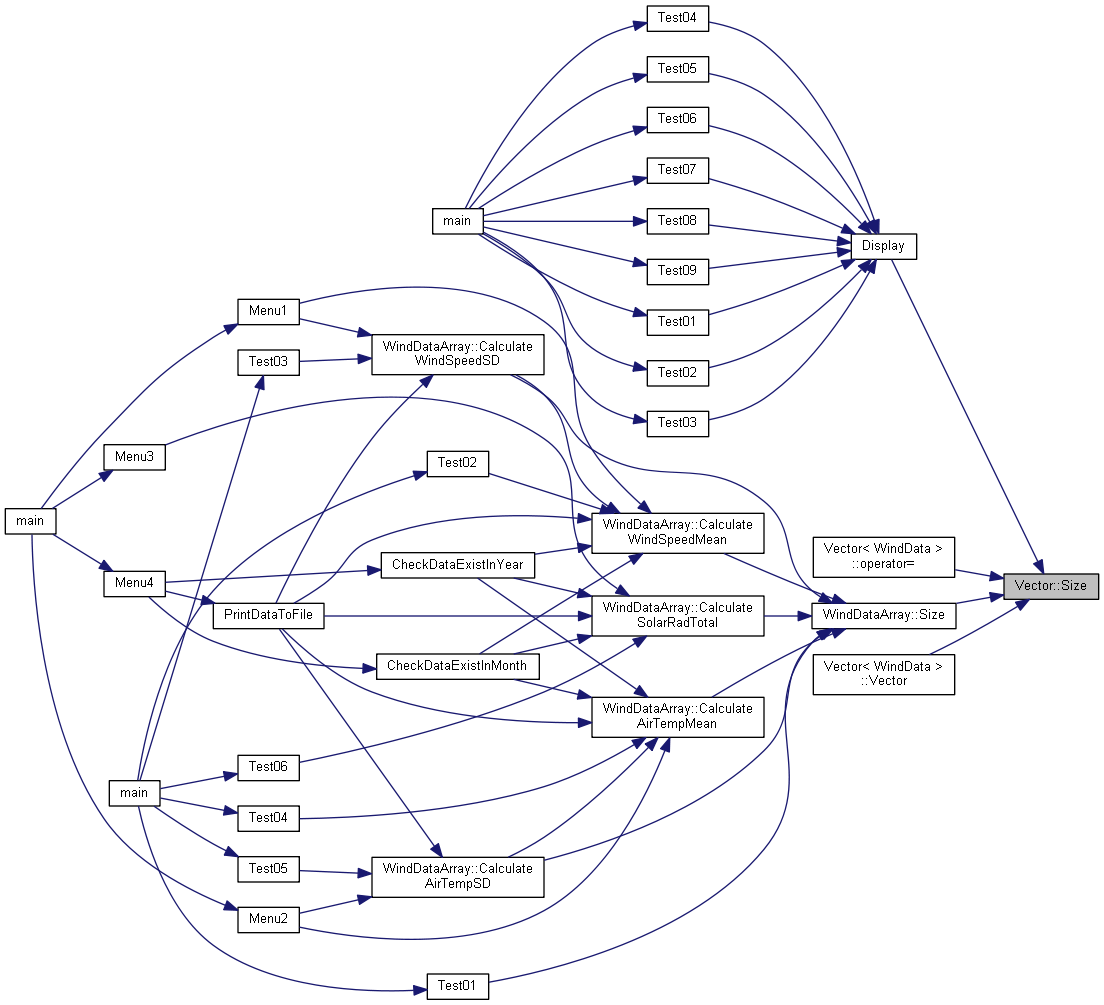 Test04
Test05
Test06
Test07
main
Test08
Display
Test09
Test01
Menu1
Test03
WindDataArray::Calculate
WindSpeedSD
Test02
Test03
Menu3
Test02
main
WindDataArray::Calculate
WindSpeedMean
Vector< WindData >
::operator=
CheckDataExistInYear
Menu4
Vector::Size
PrintDataToFile
WindDataArray::Calculate
SolarRadTotal
WindDataArray::Size
CheckDataExistInMonth
Vector< WindData >
::Vector
WindDataArray::Calculate
AirTempMean
Test06
main
Test04
Test05
WindDataArray::Calculate
AirTempSD
Menu2
Test01